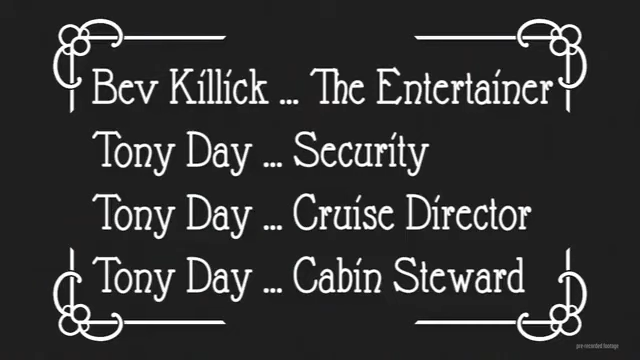 Bev Killick ... The Entertainer
Tony Day ... Security
Tony Day ... Cruise Director
Tony Day ... Cabin Steward
pre-recorded footage